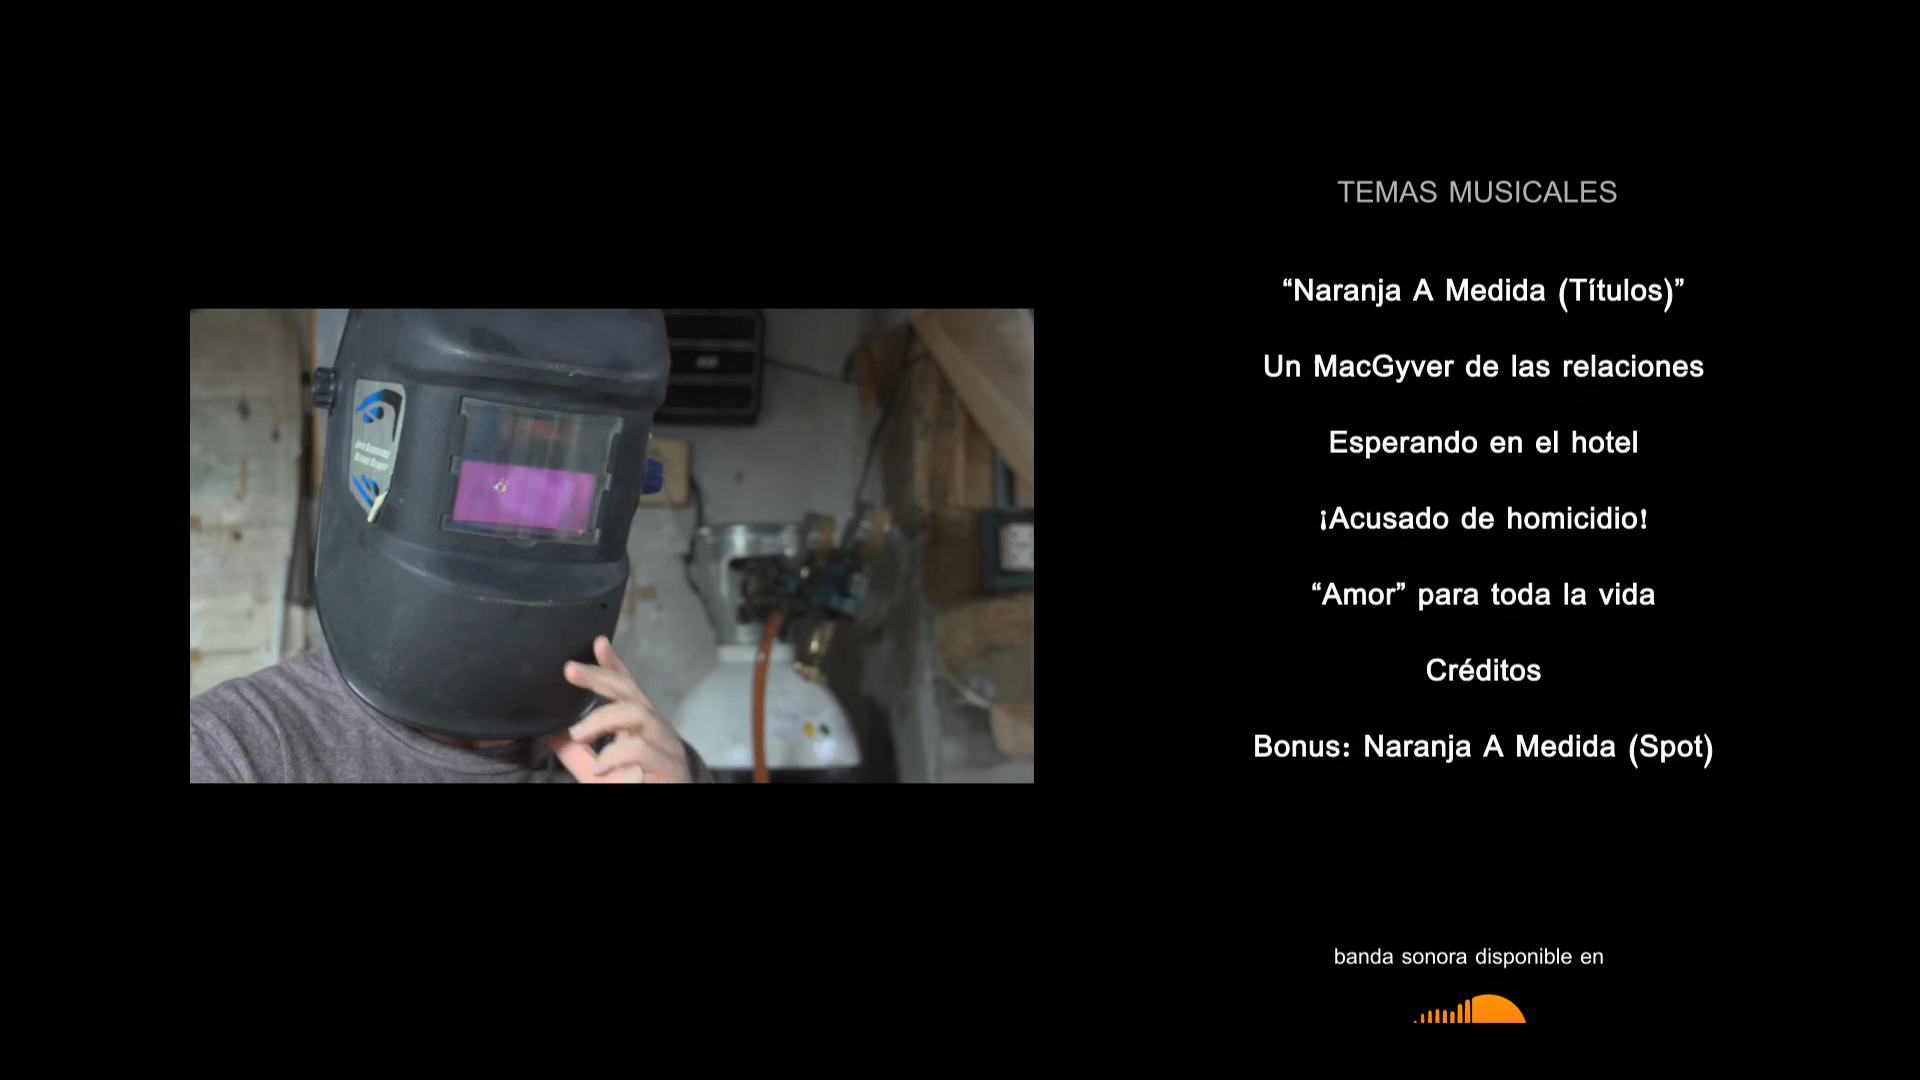 TEMAS MUSICALES
“Naranja A Medida (Títulos)”
Un MacGyver de las relaciones
Esperando en el hotel
¡Acusado de homicidio!
“Amor” para toda la vida
Créditos
Bonus: Naranja A Medida (Spot)
banda sonora disponible en